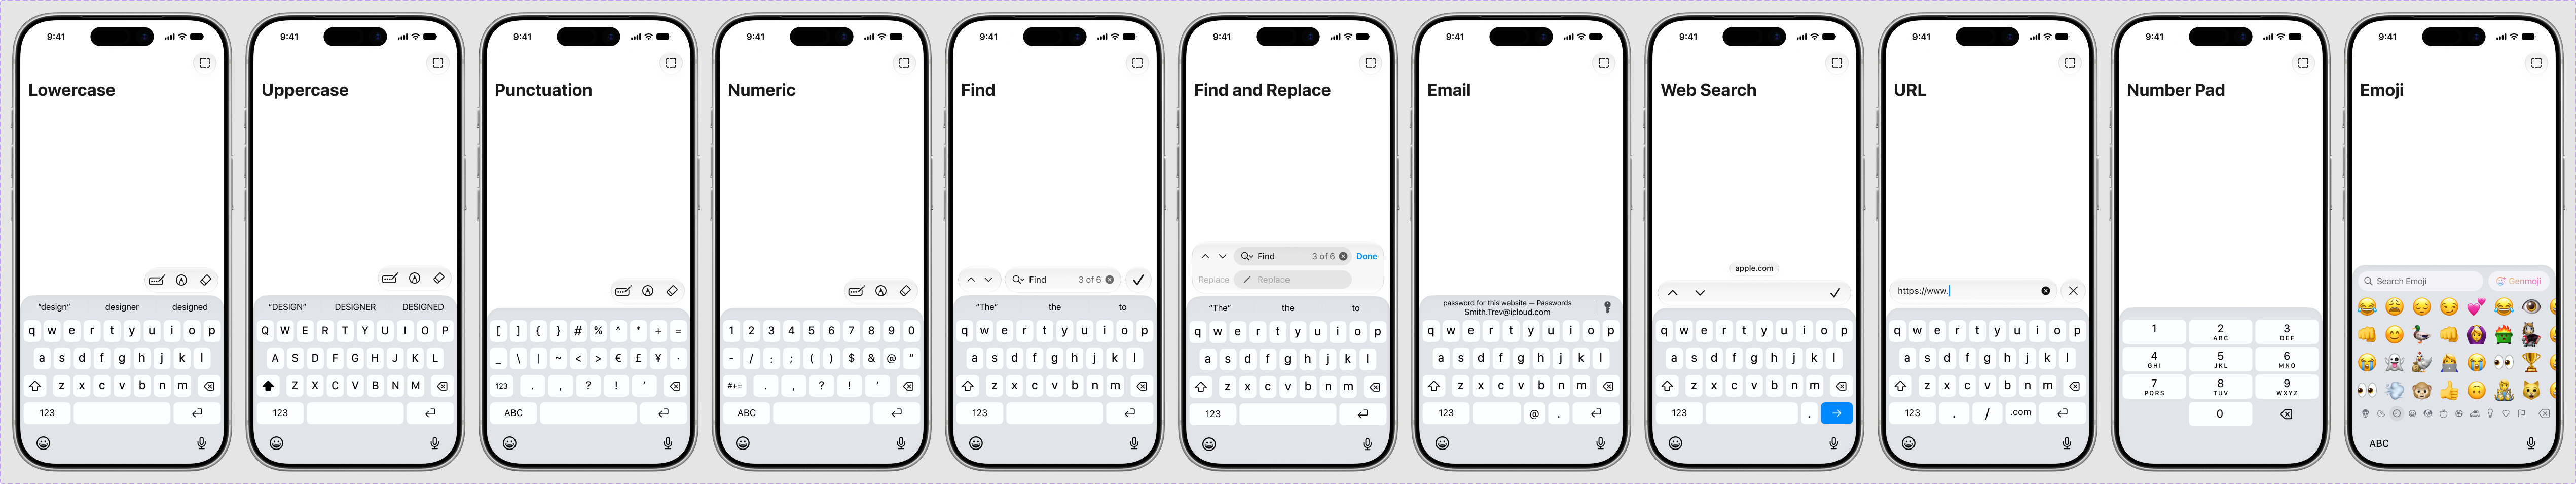 9:41
Lowercase
“design” designer designed
q w e r t y u i o p
a s d f g h j k l
z x c v b n m
123
9:41
Uppercase
“DESIGN” DESIGNER DESIGNED
Q W E R T Y U I O P
A S D F G H J K L
Z X C V B N M
123
9:41
Punctuation
[ ] { } # % ^ * + =
_ \ | ~ < > € £ ¥ ·
123 . , ? ! ‘
ABC
9:41
Numeric
1 2 3 4 5 6 7 8 9 0
- / : ; ( ) $ & @ “
#+= . , ? ! ‘
ABC
9:41
Find
Find 3 of 6
“The” the to
q w e r t y u i o p
a s d f g h j k l
z x c v b n m
123
9:41
Find and Replace
Find 3 of 6 Done
Replace Replace
“The” the to
q w e r t y u i o p
a s d f g h j k l
z x c v b n m
123
9:41
Email
password for this website — Passwords
Smith.Trev@icloud.com
q w e r t y u i o p
a s d f g h j k l
z x c v b n m
123 @ .
9:41
Web Search
apple.com
q w e r t y u i o p
a s d f g h j k l
z x c v b n m
123 .
9:41
URL
https://www.
q w e r t y u i o p
a s d f g h j k l
z x c v b n m
123 . / .com
9:41
Number Pad
1 2 3
ABC DEF
4 5 6
GHI JKL MNO
7 8 9
PQRS TUV WXYZ
0
9:41
Emoji
Search Emoji Genmoji
ABC